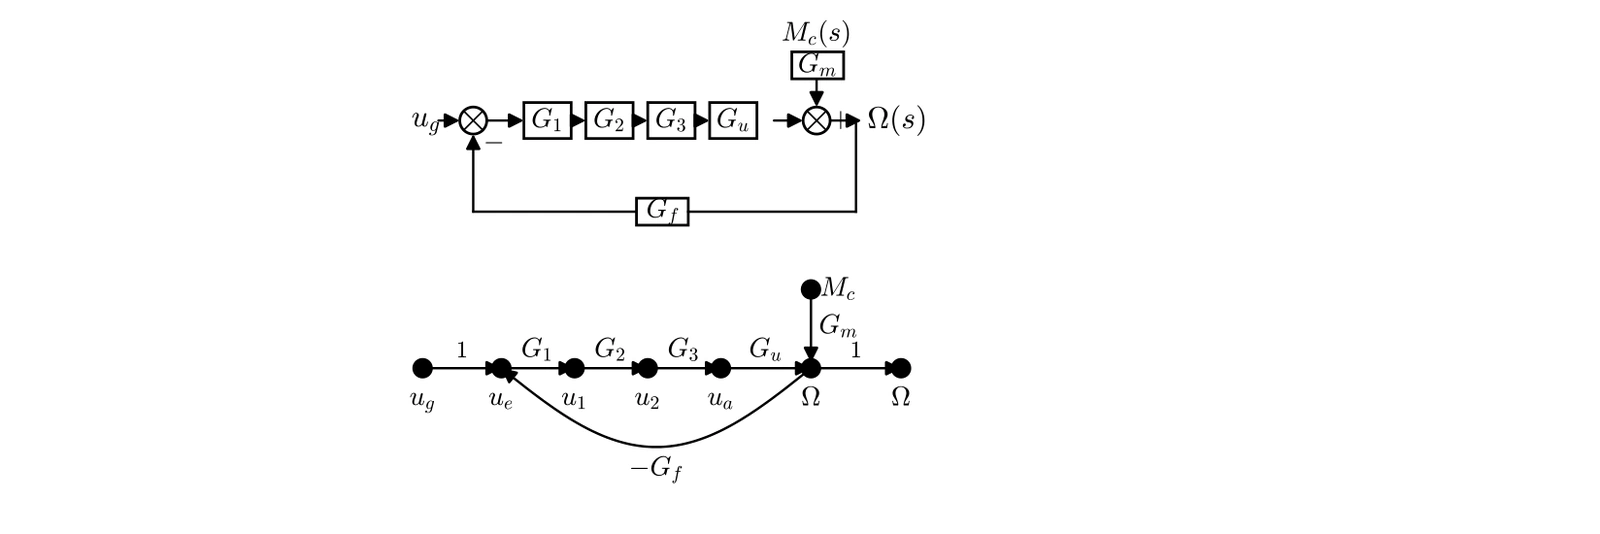 M_c(s)
G_m
u_g G_1 G_2 G_3 G_u + Ω(s)
−
G_f
M_c
G_m
1 G_1 G_2 G_3 G_u 1
u_g u_e u_1 u_2 u_a Ω Ω
−G_f